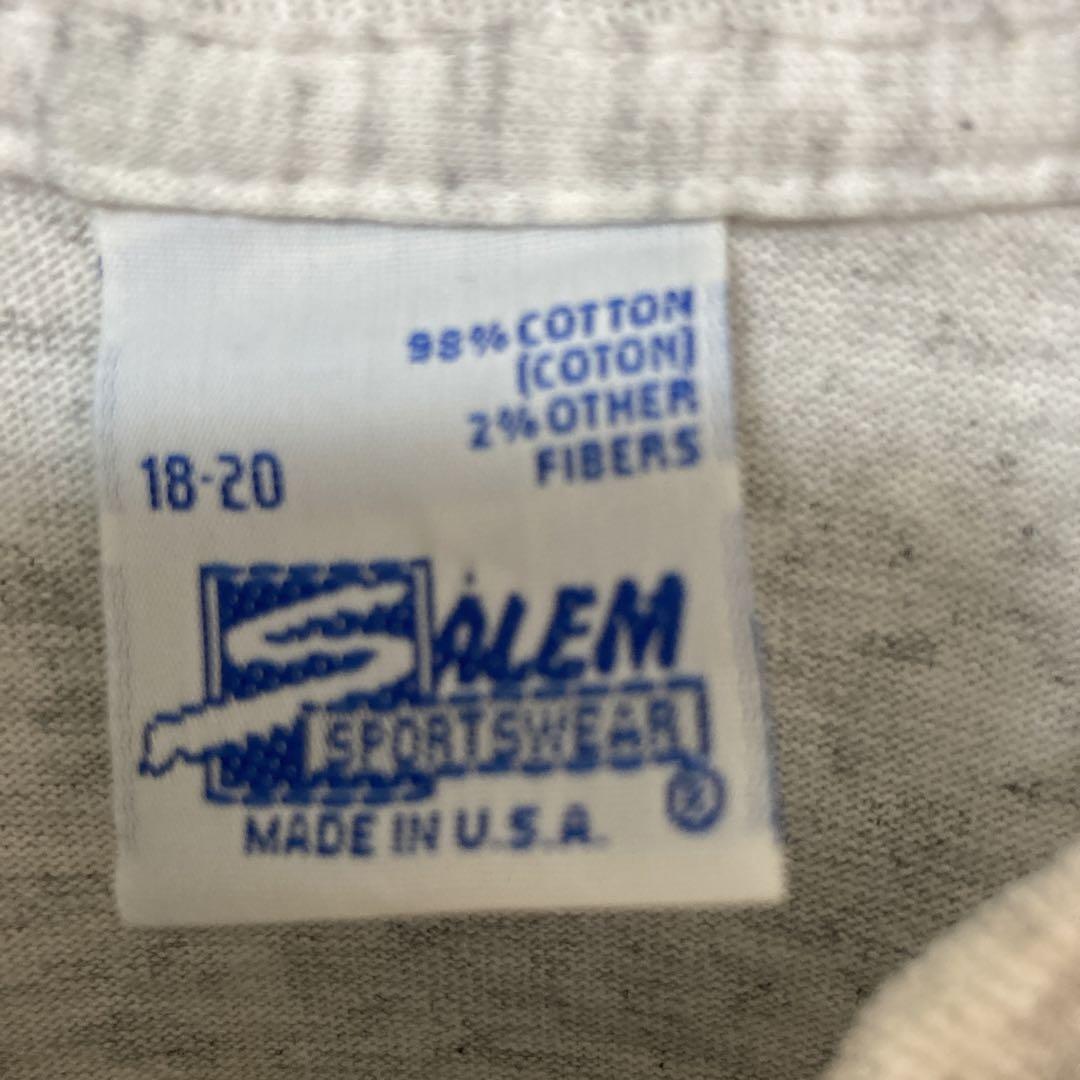 98% COTTON
(COTON)
2% OTHER
FIBERS
18-20
SALEM
SPORTSWEAR
®
MADE IN U.S.A.